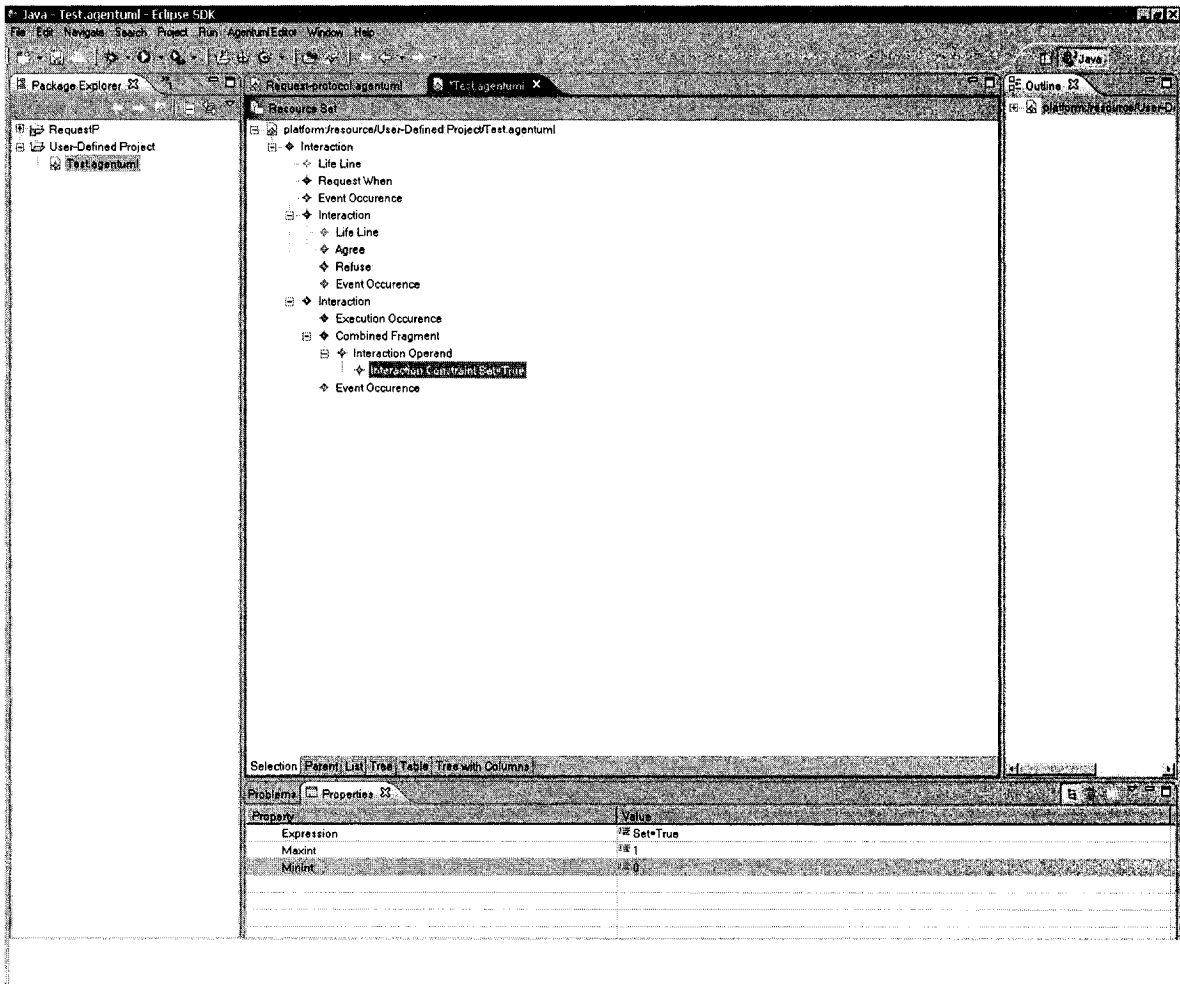 Java - Test.agentuml - Eclipse SDK
File Edit Navigate Search Project Run AgentumlEditor Window Help
Java
Package Explorer
Request-protocol.agentuml
*Test.agentuml
Outline
Resource Set
platform:/resource/User-D
RequestP
User-Defined Project
Test.agentuml
platform:/resource/User-Defined Project/Test.agentuml
Interaction
Life Line
Request When
Event Occurence
Interaction
Life Line
Agree
Refuse
Event Occurence
Interaction
Execution Occurence
Combined Fragment
Interaction Operand
Interaction Constraint Set=True
Event Occurence
Selection Parent List Tree Table Tree with Columns
Problems Properties
Property Value
Expression Set=True
Maxint 1
Minint 0